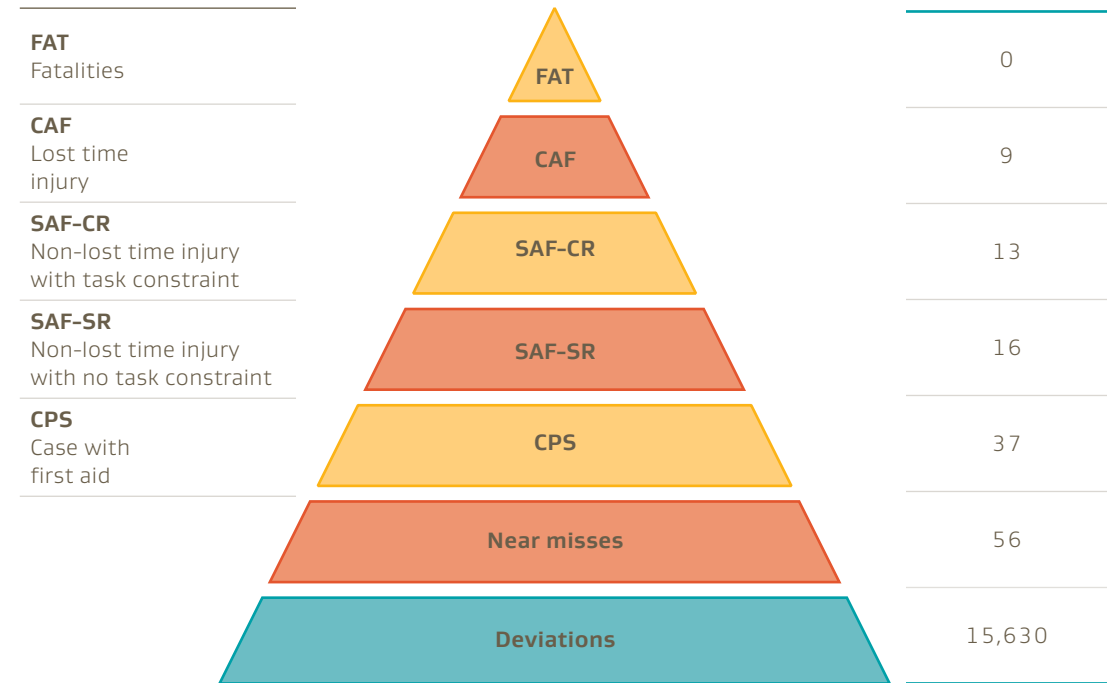 FAT
Fatalities
FAT
0
CAF
Lost time
injury
CAF
9
SAF-CR
Non-lost time injury
with task constraint
SAF-CR
13
SAF-SR
Non-lost time injury
with no task constraint
SAF-SR
16
CPS
Case with
first aid
CPS
37
Near misses
56
Deviations
15,630